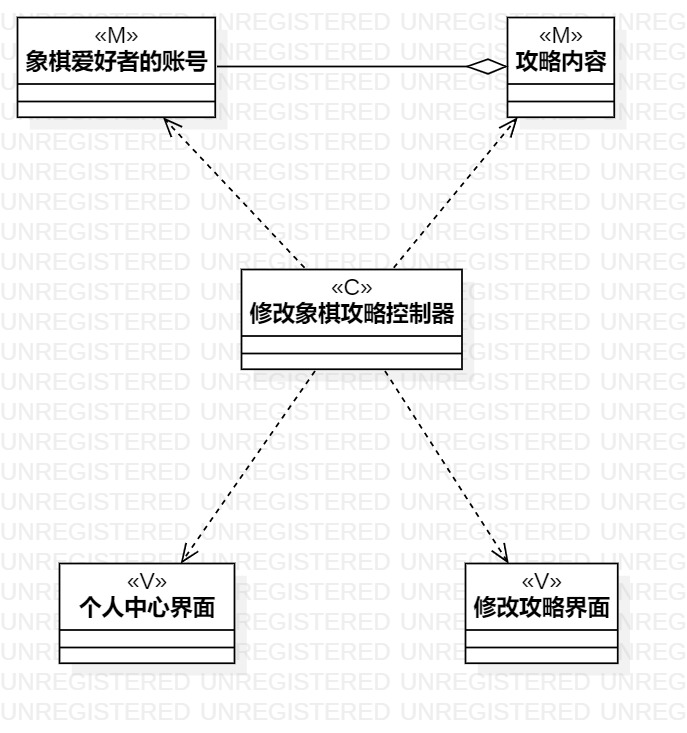 «M»
象棋爱好者的账号
«M»
攻略内容
«C»
修改象棋攻略控制器
«V»
个人中心界面
«V»
修改攻略界面
UNREGISTERED UNREGISTERED UNREGISTERED UNREG